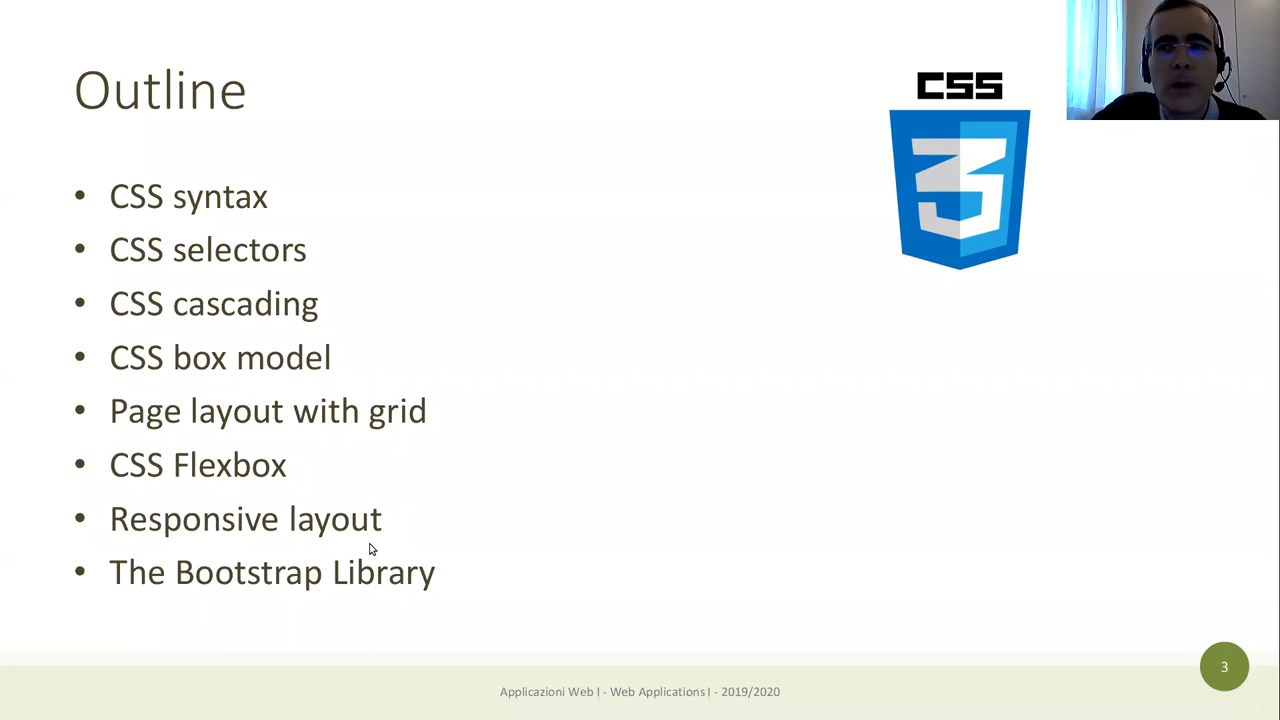 Outline
CSS
3
• CSS syntax
• CSS selectors
• CSS cascading
• CSS box model
• Page layout with grid
• CSS Flexbox
• Responsive layout
• The Bootstrap Library
Applicazioni Web I - Web Applications I - 2019/2020
3